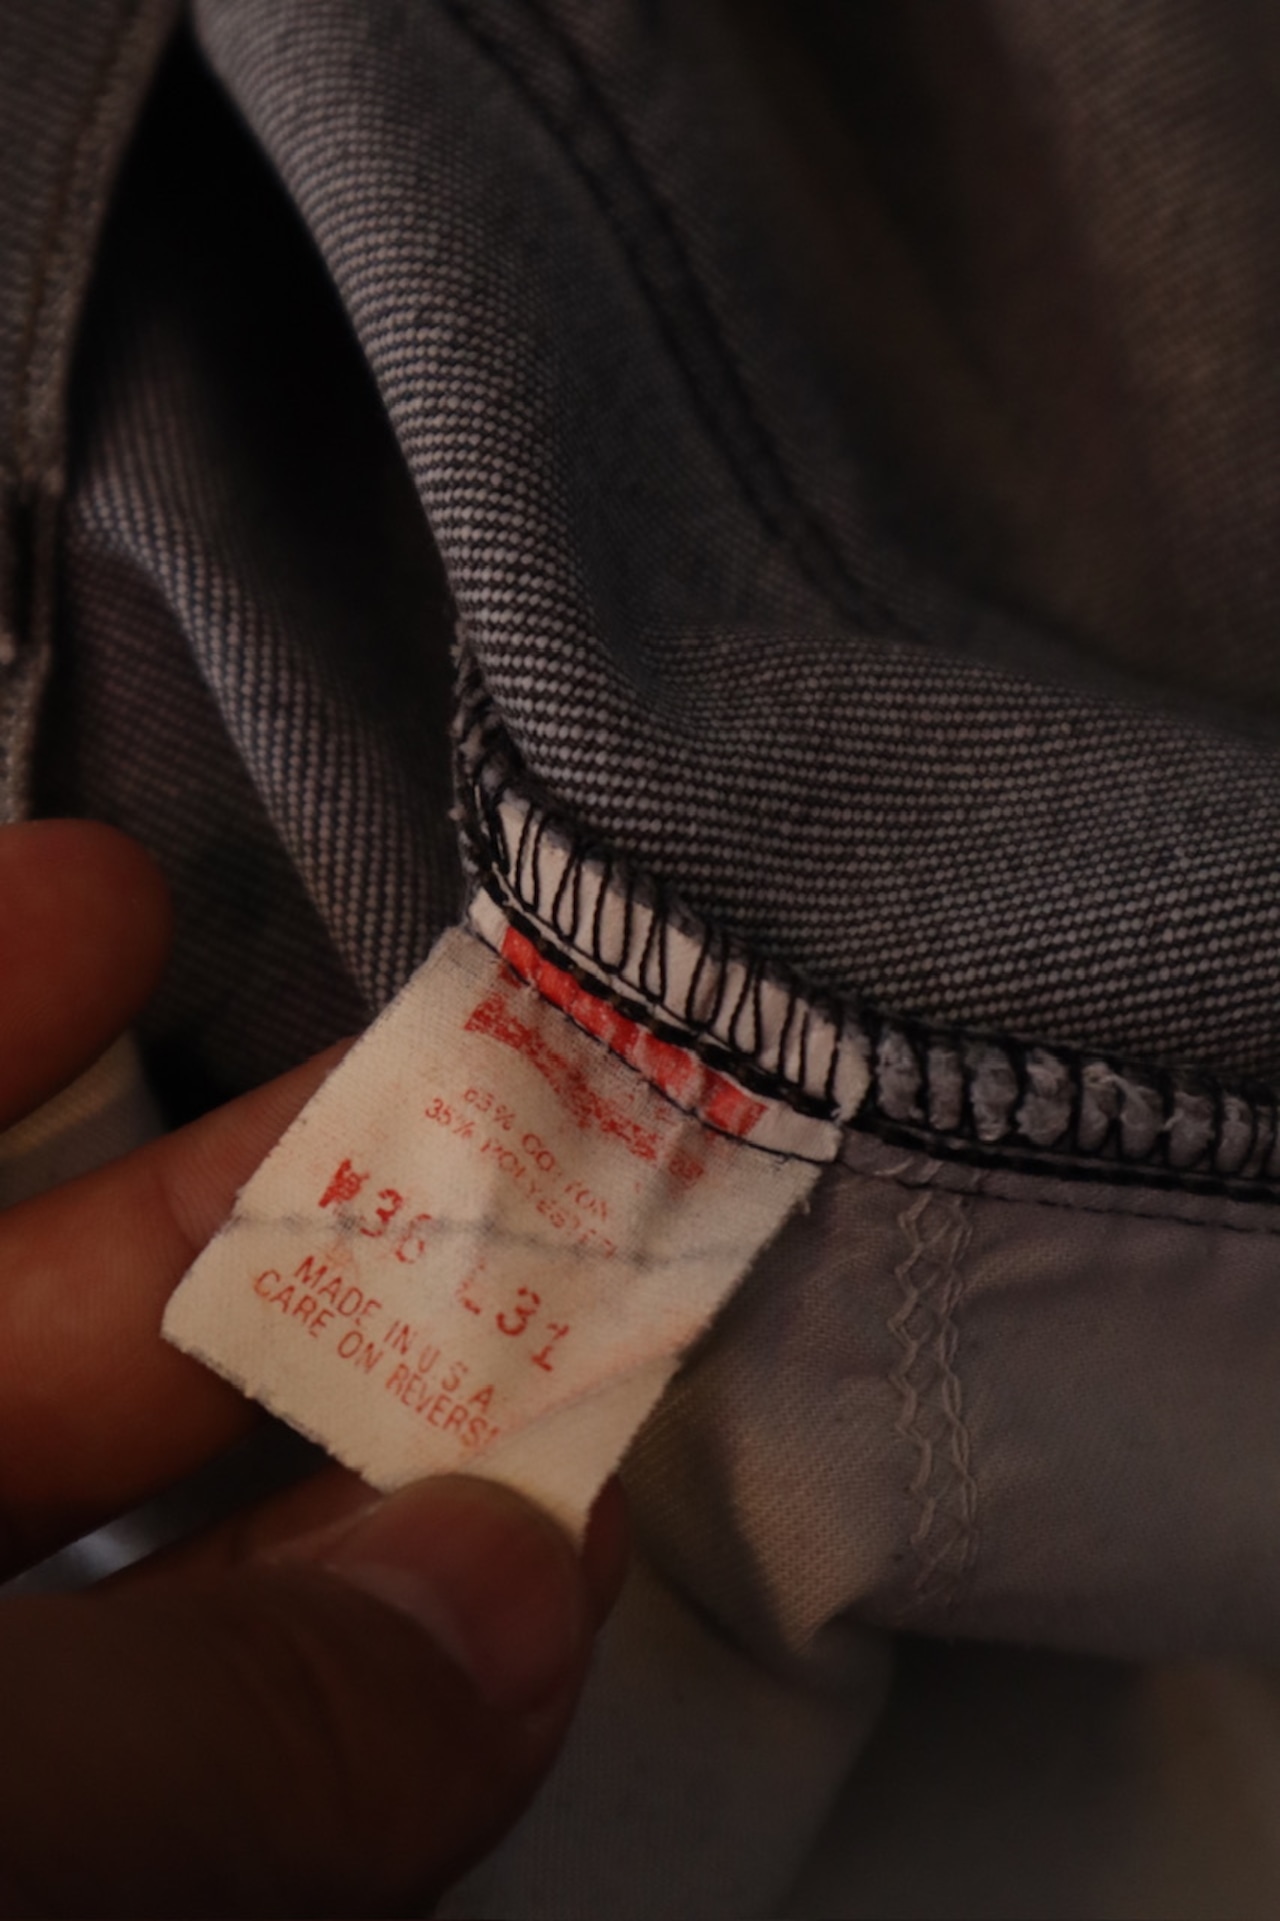 65% COTTON
35% POLYESTER
W36 L31
MADE IN U.S.A.
CARE ON REVERSE